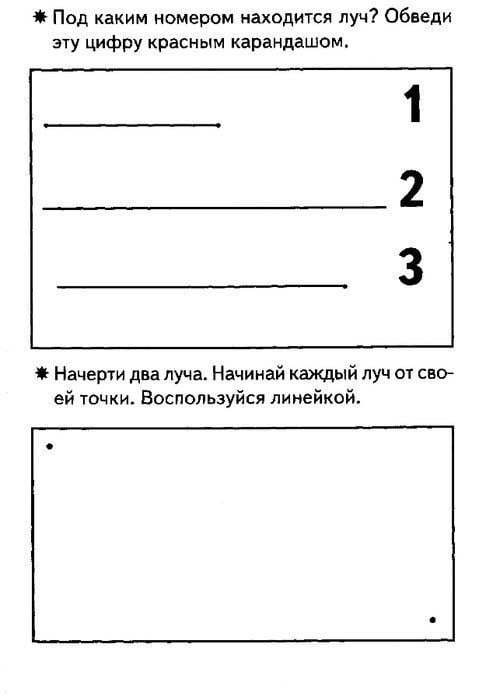 ✷ Под каким номером находится луч? Обведи
эту цифру красным карандашом.
1
2
3
✷ Начерти два луча. Начинай каждый луч от сво-
ей точки. Воспользуйся линейкой.